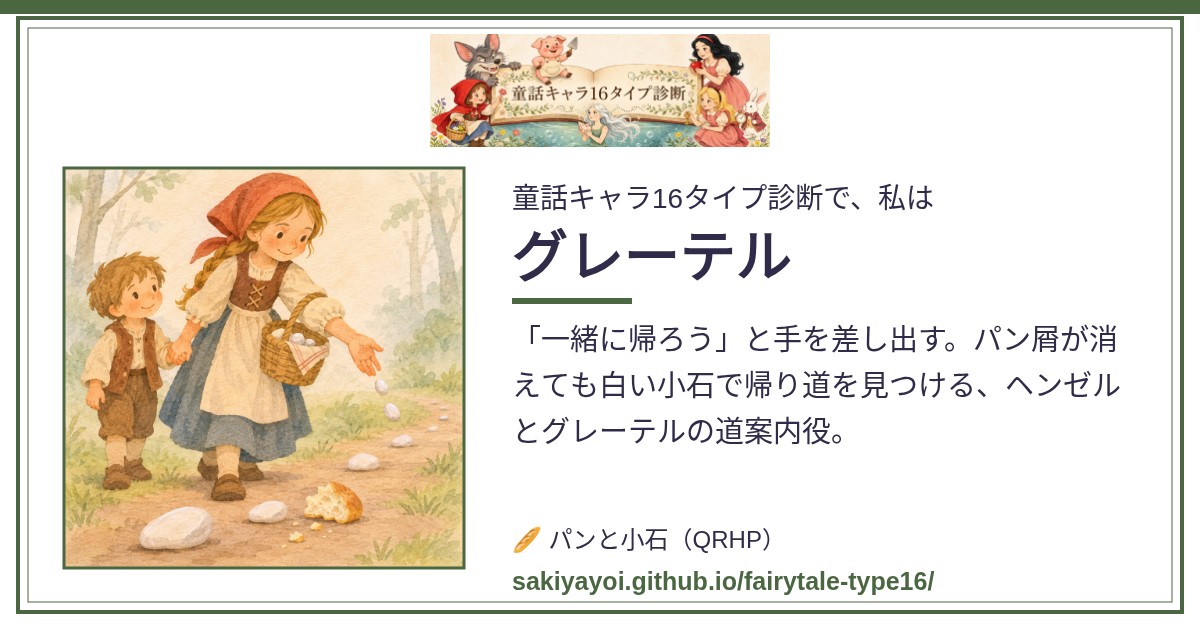 童話キャラ16タイプ診断
童話キャラ16タイプ診断で、私は
グレーテル
「一緒に帰ろう」と手を差し出す。パン屑が消
えても白い小石で帰り道を見つける、ヘンゼル
とグレーテルの道案内役。
🥖 パンと小石（QRHP）
sakiyayoi.github.io/fairytale-type16/